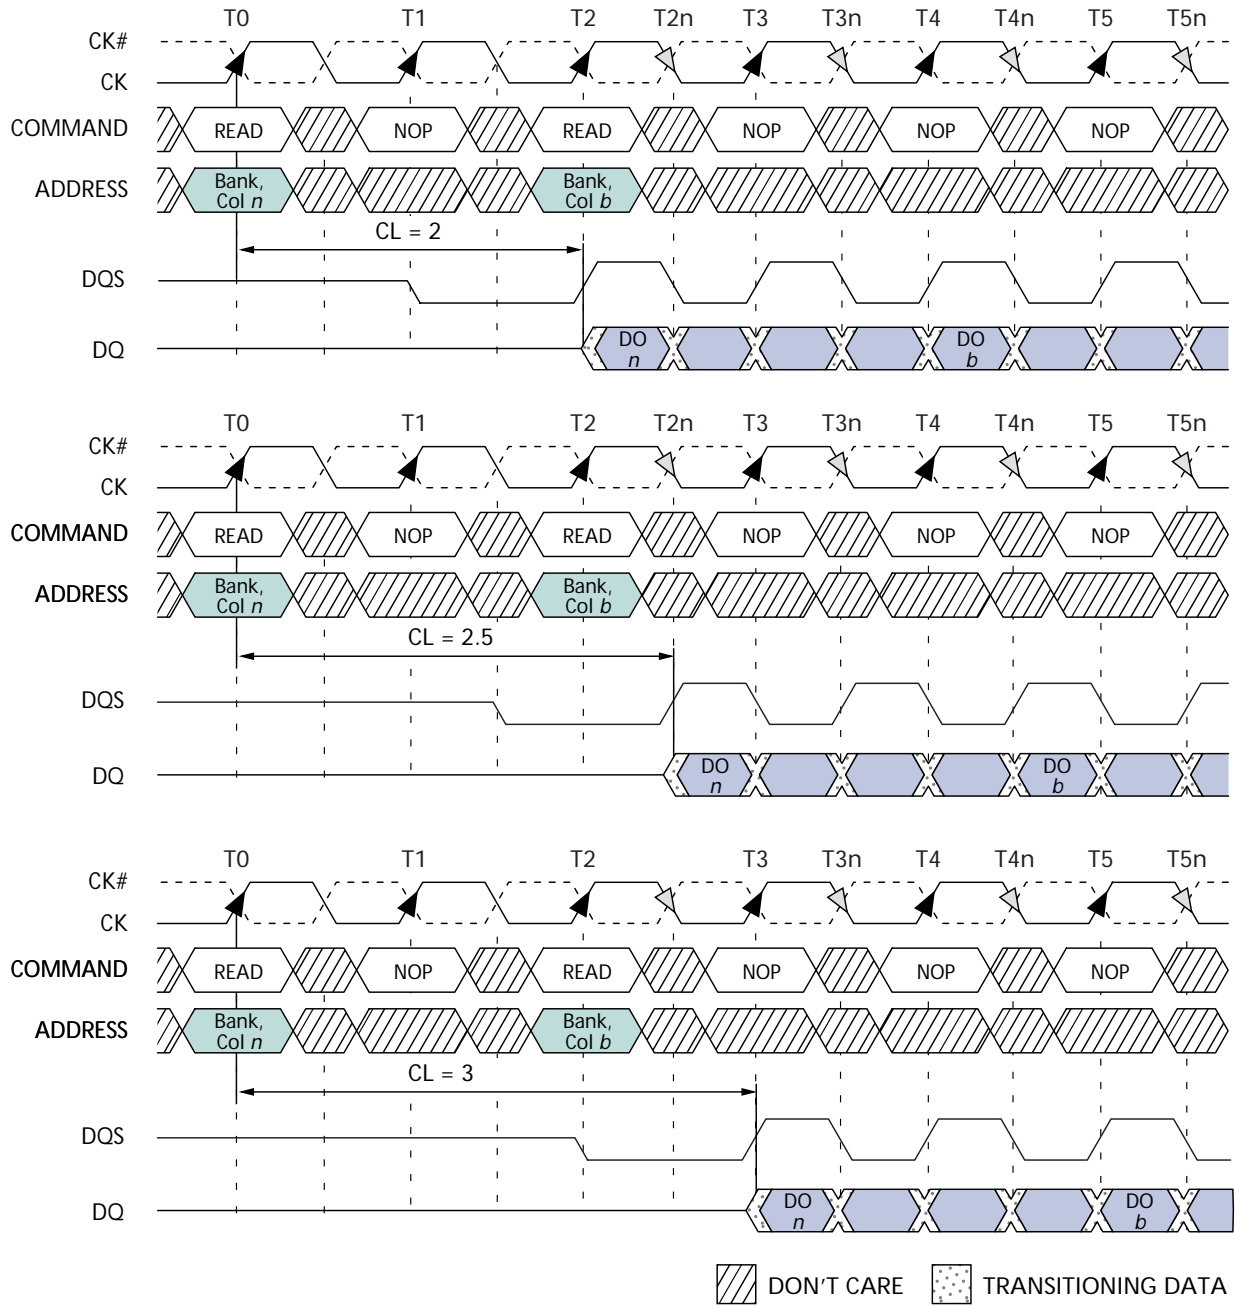 T0 T1 T2 T2n T3 T3n T4 T4n T5 T5n
CK#
CK
COMMAND READ NOP READ NOP NOP NOP
ADDRESS Bank, Col n Bank, Col b
CL = 2
DQS
DQ DO n DO b
T0 T1 T2 T2n T3 T3n T4 T4n T5 T5n
CK#
CK
COMMAND READ NOP READ NOP NOP NOP
ADDRESS Bank, Col n Bank, Col b
CL = 2.5
DQS
DQ DO n DO b
T0 T1 T2 T3 T3n T4 T4n T5 T5n
CK#
CK
COMMAND READ NOP READ NOP NOP NOP
ADDRESS Bank, Col n Bank, Col b
CL = 3
DQS
DQ DO n DO b
DON'T CARE TRANSITIONING DATA